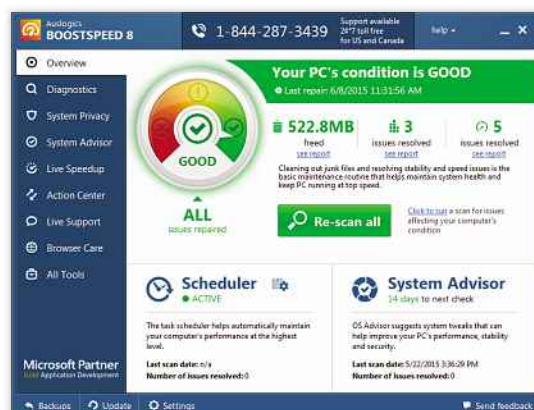 Auslogics
BOOSTSPEED 8
1-844-287-3439
Support available
24*7 toll free
for US and Canada
help
Overview
Diagnostics
System Privacy
System Advisor
Live Speedup
Action Center
Live Support
Browser Care
All Tools
Microsoft Partner
Gold Application Development
Your PC's condition is GOOD
Last repair: 6/8/2015 11:31:56 AM
GOOD
ALL
issues repaired
522.8MB
freed
see report
3
issues resolved
see report
5
issues resolved
see report
Cleaning out junk files and resolving stability and speed issues is the
basic maintenance routine that helps maintain system health and
keep PC running at top speed.
Re-scan all
Click to run a scan for issues
affecting your computer's
condition
Scheduler
ACTIVE
The task scheduler helps automatically maintain
your computer's performance at the highest
level.
Last scan date: n/a
Number of issues resolved: 0
System Advisor
14 days to next check
OS Advisor suggests system tweaks that can
help improve your PC's performance, stability
and security.
Last scan date: 5/22/2015 3:36:29 PM
Number of issues resolved: 0
Backups
Update
Settings
Send feedback